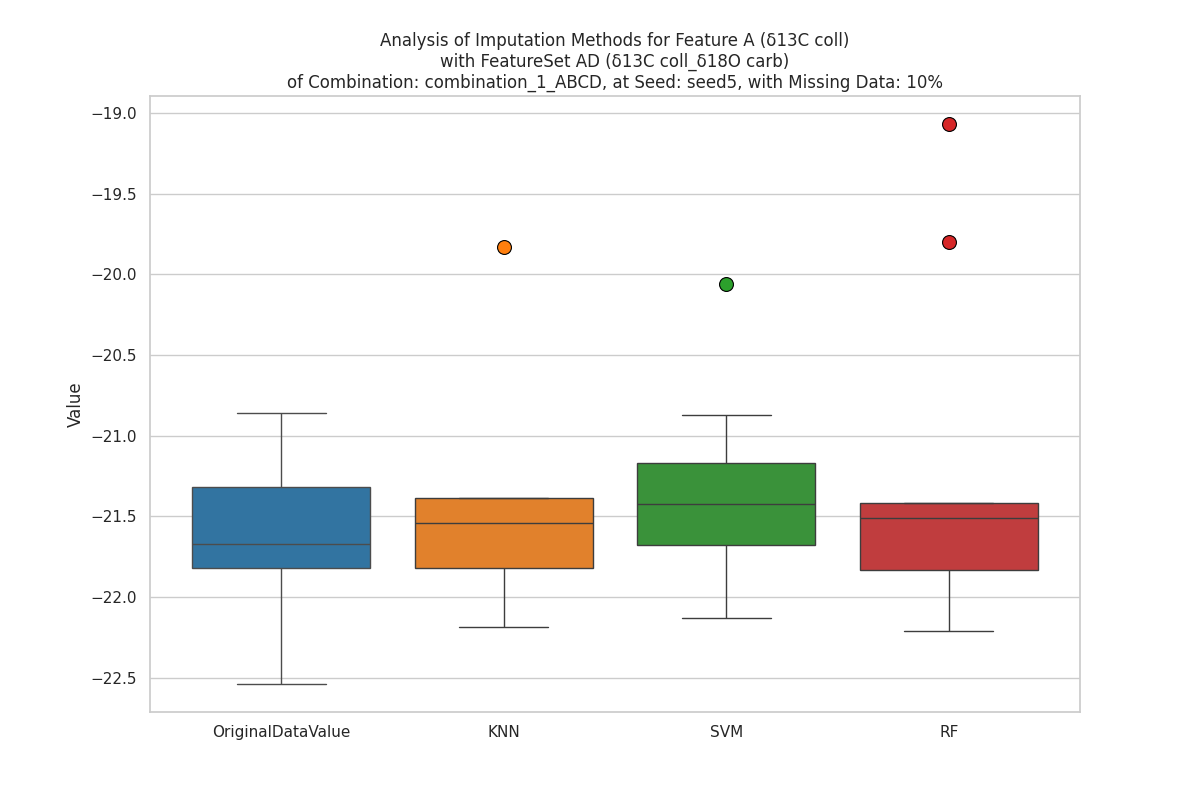 Analysis of Imputation Methods for Feature A (δ13C coll)
with FeatureSet AD (δ13C coll_δ18O carb)
of Combination: combination_1_ABCD, at Seed: seed5, with Missing Data: 10%
−19.0
−19.5
−20.0
−20.5
−21.0
−21.5
−22.0
−22.5
Value
OriginalDataValue
KNN
SVM
RF